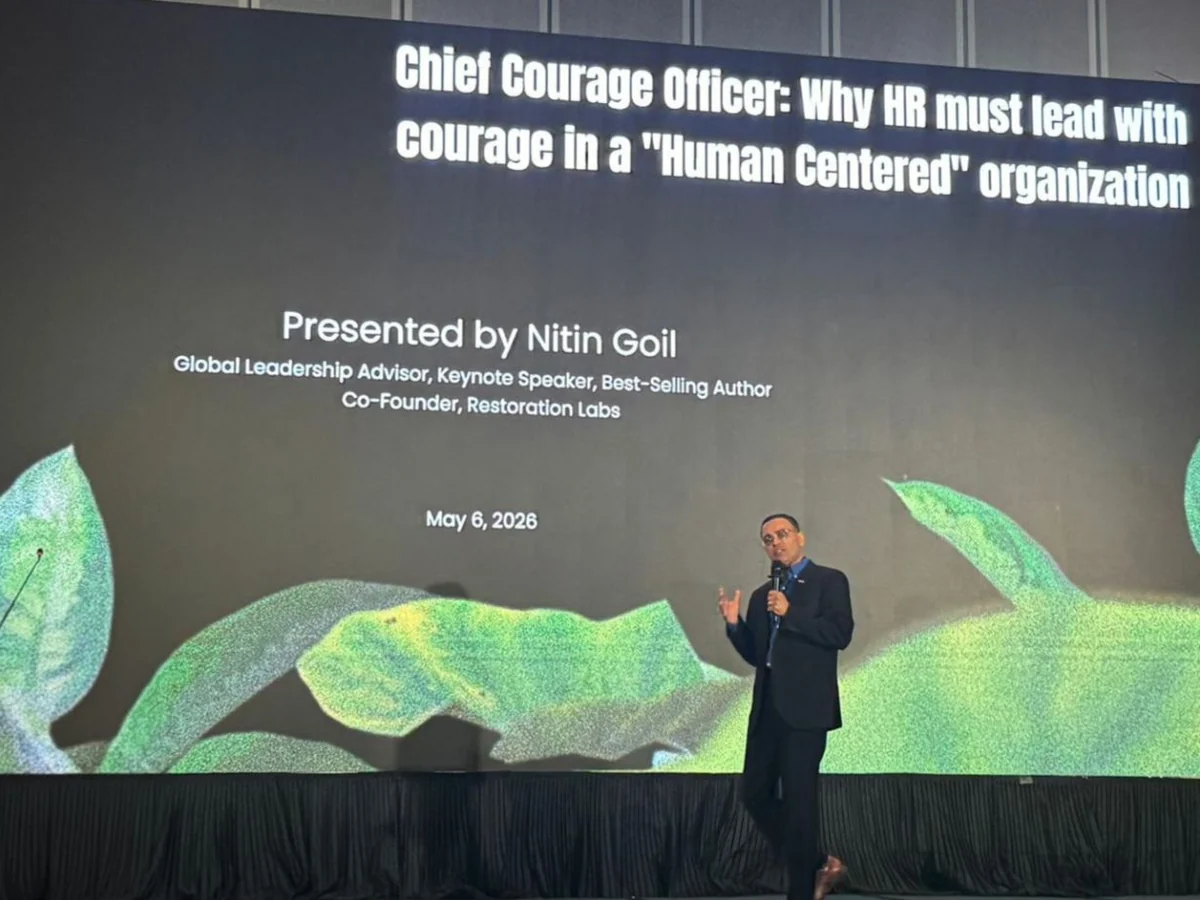 Chief Courage Officer: Why HR must lead with
courage in a "Human Centered" organization
Presented by Nitin Goil
Global Leadership Advisor, Keynote Speaker, Best-Selling Author
Co-Founder, Restoration Labs
May 6, 2026